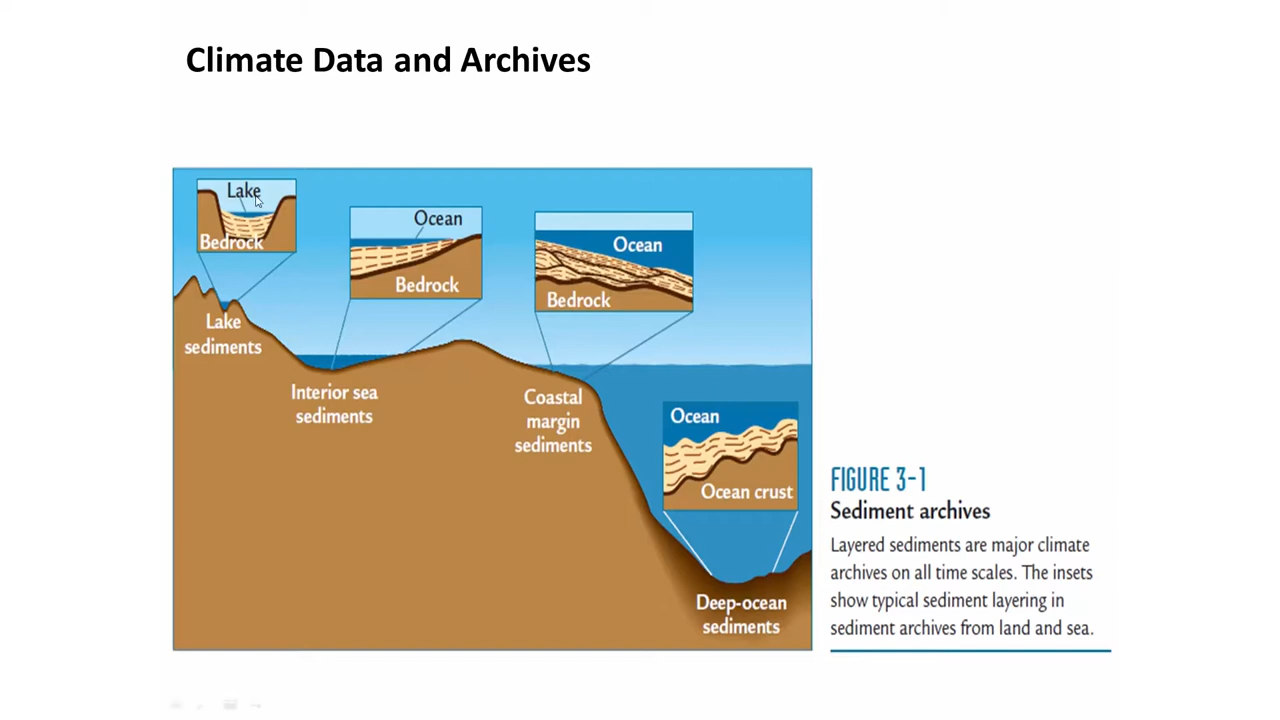 Climate Data and Archives
Lake
Bedrock
Ocean
Bedrock
Ocean
Bedrock
Lake
sediments
Interior sea
sediments
Coastal
margin
sediments
Ocean
Ocean crust
Deep-ocean
sediments
FIGURE 3-1
Sediment archives
Layered sediments are major climate
archives on all time scales. The insets
show typical sediment layering in
sediment archives from land and sea.